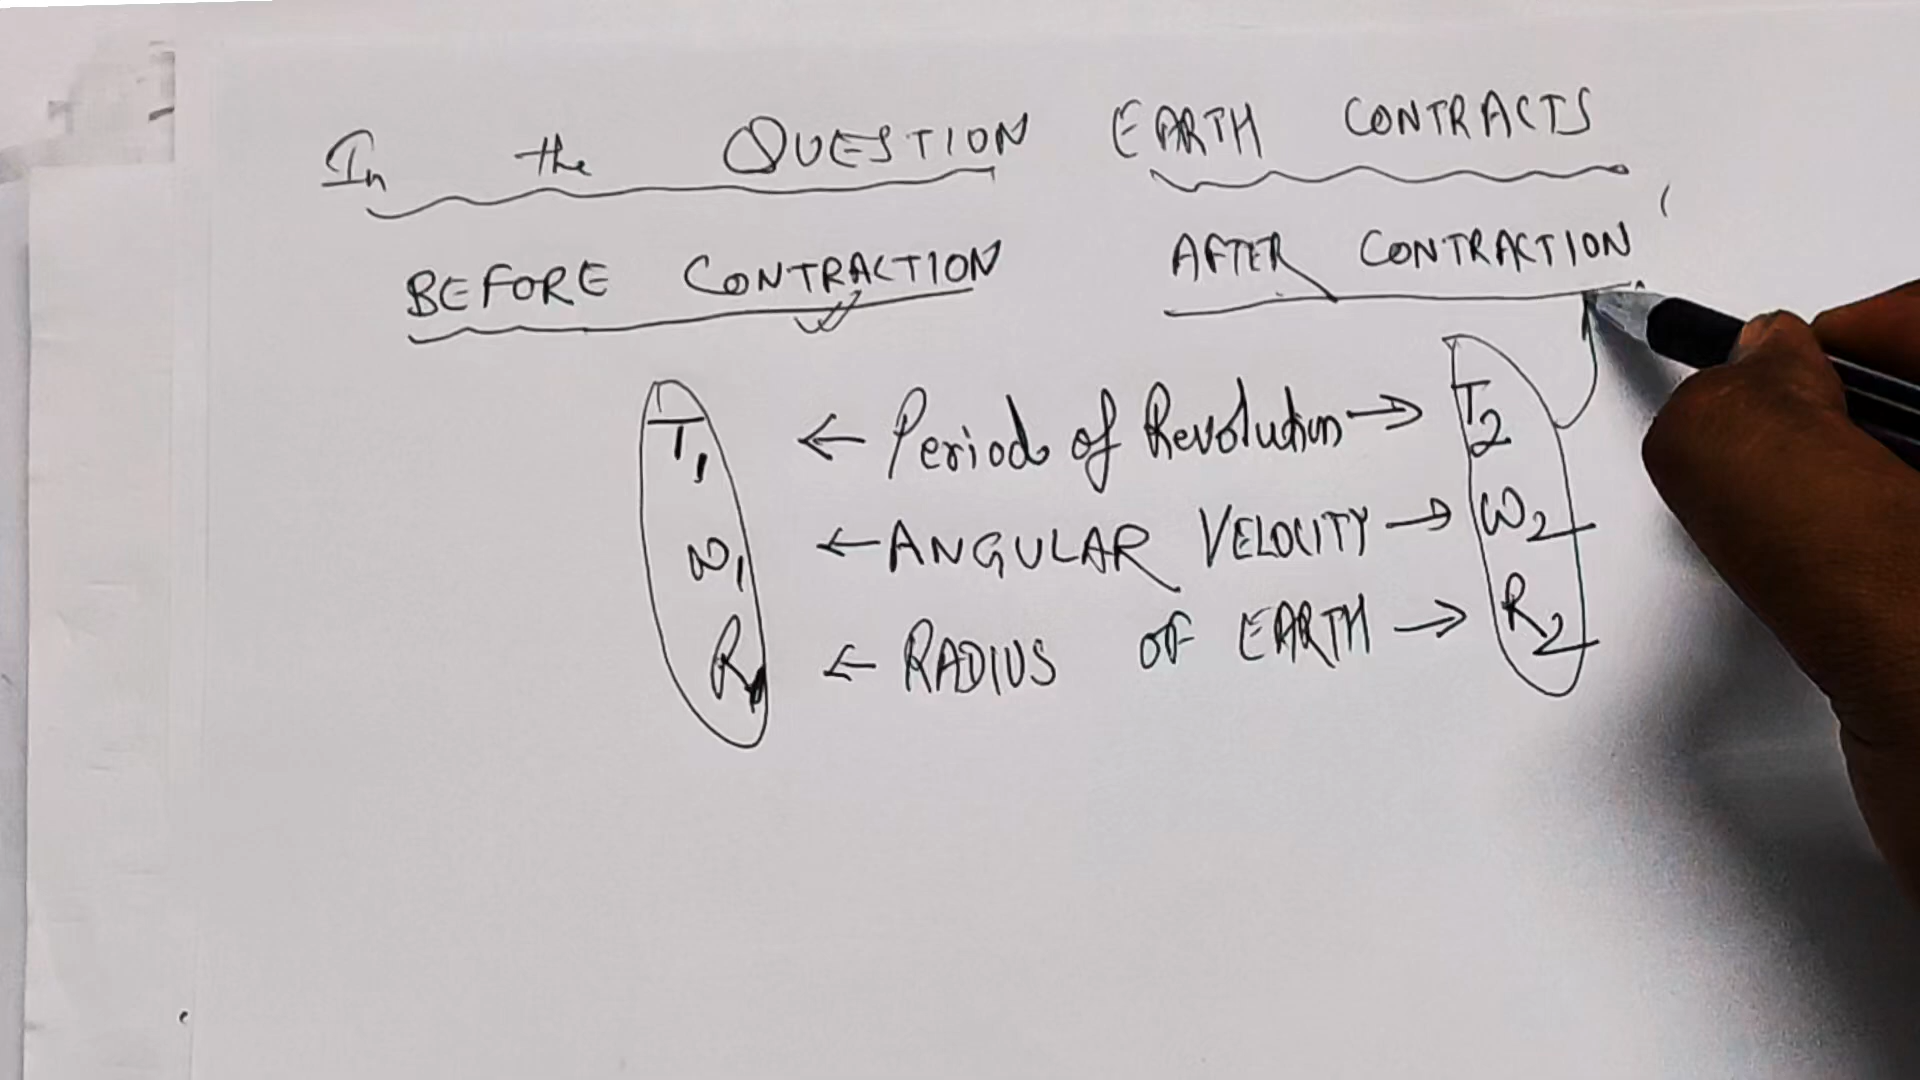 In the QUESTION EARTH CONTRACTS
BEFORE CONTRACTION AFTER CONTRACTION
T1 ← Period of Revolution → T2
ω1 ← ANGULAR VELOCITY → ω2
R1 ← RADIUS OF EARTH → R2